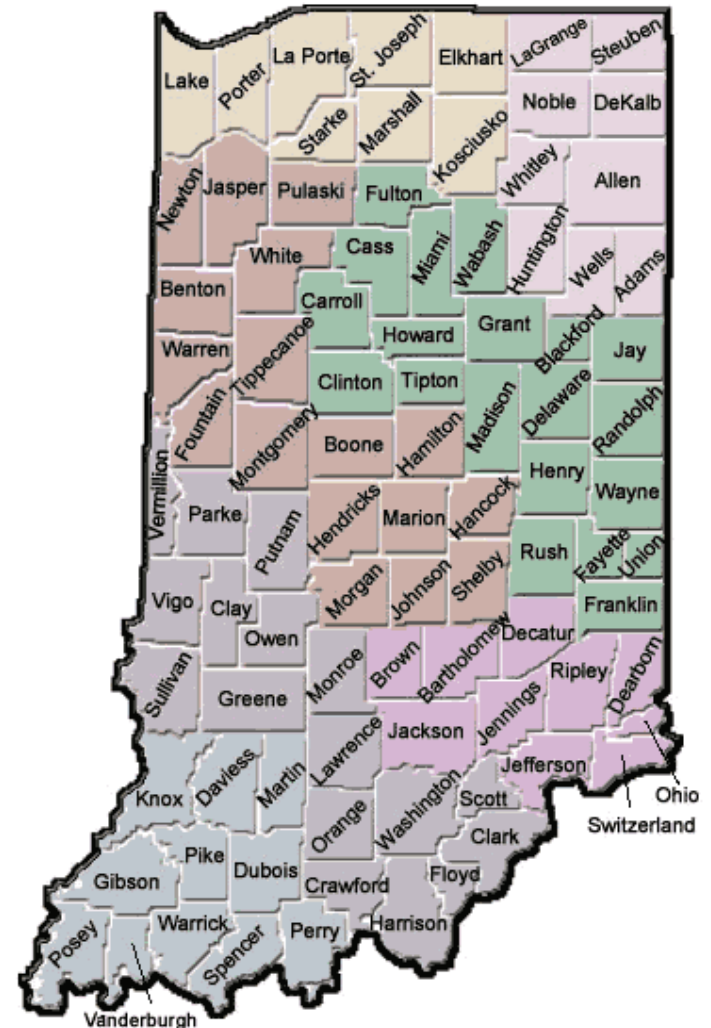 LaGrange
Steuben
St. Joseph
La Porte
Elkhart
Lake
Porter
Noble
DeKalb
Starke
Marshall
Kosciusko
Whitley
Allen
Newton
Jasper
Pulaski
Fulton
White
Cass
Miami
Wabash
Huntington
Wells
Adams
Benton
Carroll
Grant
Blackford
Howard
Jay
Warren
Tippecanoe
Clinton
Tipton
Madison
Delaware
Randolph
Fountain
Montgomery
Boone
Hamilton
Vermillion
Henry
Wayne
Parke
Putnam
Hendricks
Marion
Hancock
Rush
Fayette
Union
Vigo
Clay
Morgan
Johnson
Shelby
Franklin
Owen
Decatur
Sullivan
Monroe
Brown
Bartholomew
Ripley
Dearborn
Greene
Jennings
Jackson
Lawrence
Jefferson
Knox
Daviess
Martin
Orange
Washington
Scott
Ohio
Switzerland
Clark
Pike
Dubois
Gibson
Crawford
Floyd
Posey
Warrick
Spencer
Perry
Harrison
Vanderburgh